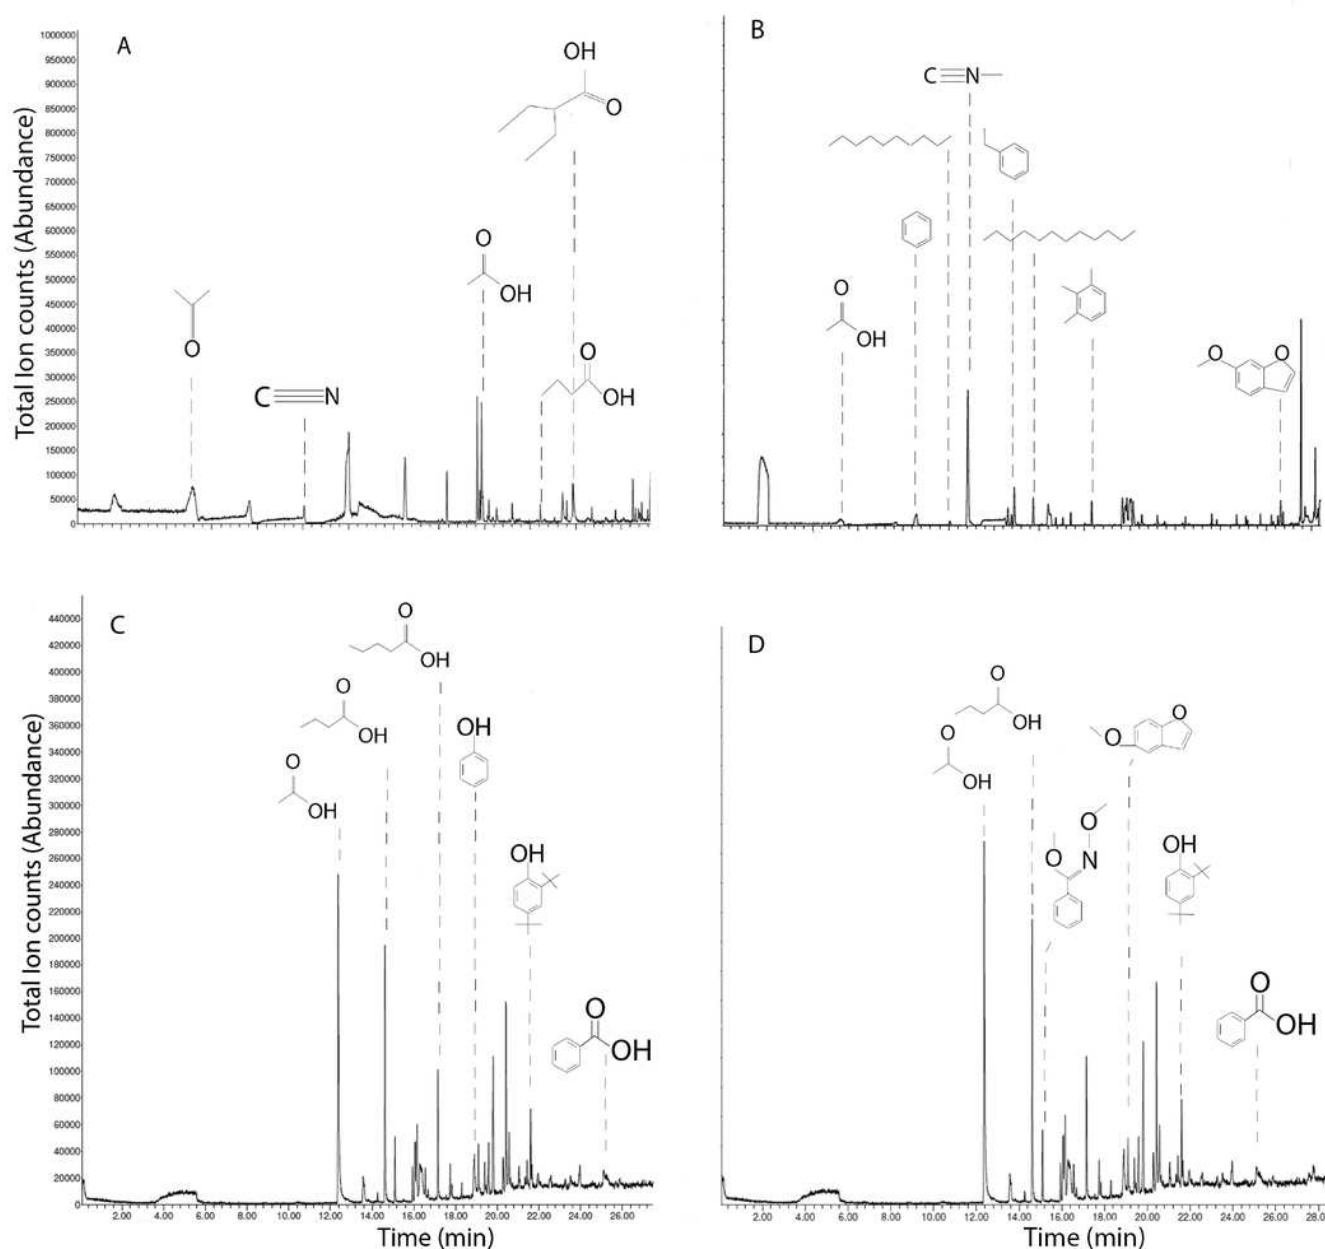 A
B
Total Ion counts (Abundance)
1000000
950000
900000
850000
800000
750000
700000
650000
600000
550000
500000
450000
400000
350000
300000
250000
200000
150000
100000
50000
0
OH
O
O
OH
O
OH
O
C N
C N
O
OH
O
O
C
D
Total Ion counts (Abundance)
440000
420000
400000
380000
360000
340000
320000
300000
280000
260000
240000
220000
200000
180000
160000
140000
120000
100000
80000
60000
40000
20000
0
O
OH
O
OH
O
OH
OH
OH
O
OH
O
OH
O
OH
O
O
O
O
N
OH
O
OH
2.00 4.00 6.00 8.00 10.00 12.00 14.00 16.00 18.00 20.00 22.00 24.00 26.00
Time (min)
2.00 4.00 6.00 8.00 10.00 12.00 14.00 16.00 18.00 20.00 22.00 24.00 26.00 28.00
Time (min)